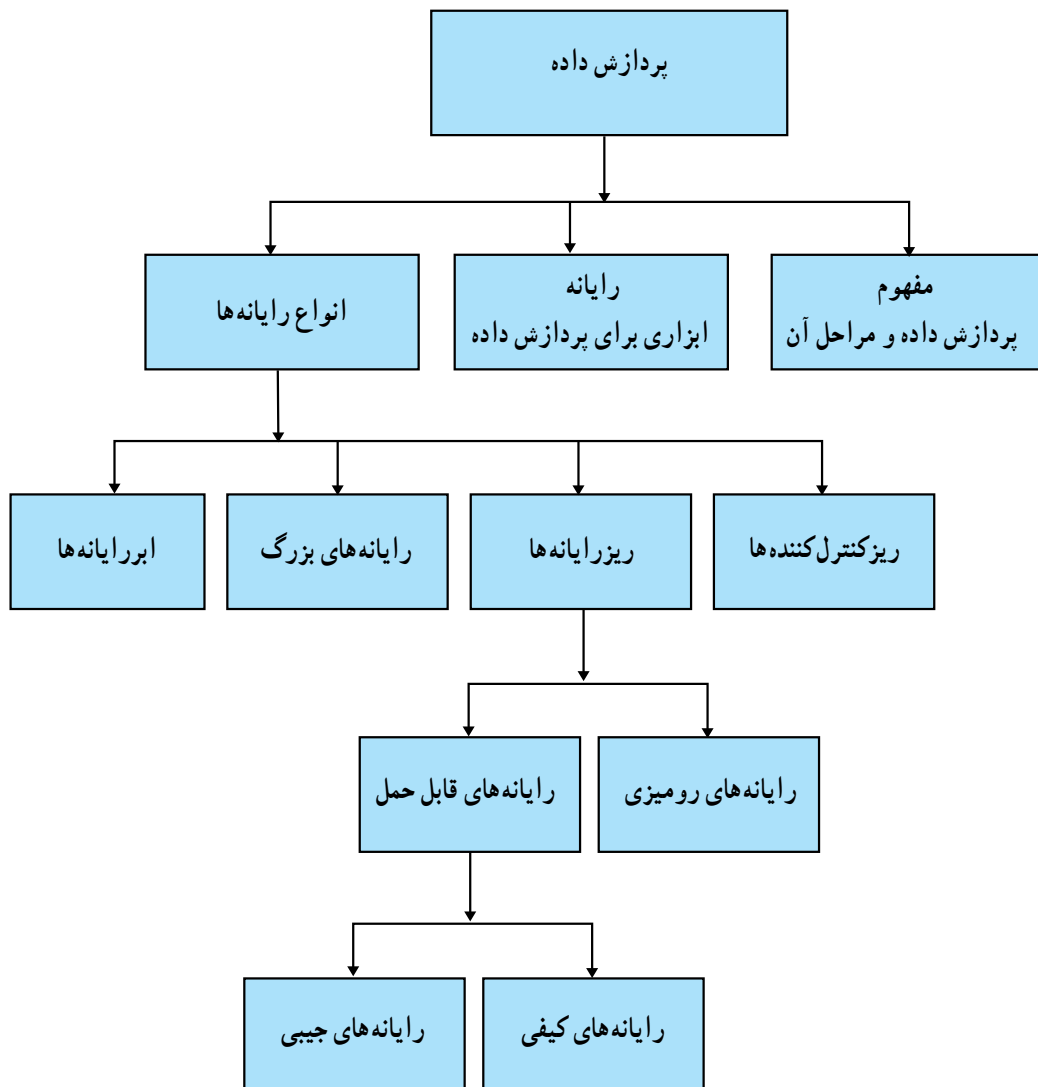 پردازش داده
مفهوم
پردازش داده و مراحل آن
رایانه
ابزاری برای پردازش داده
انواع رایانه‌ها
ریزکنترل‌کننده‌ها
ریزرایانه‌ها
رایانه‌های بزرگ
ابررایانه‌ها
رایانه‌های رومیزی
رایانه‌های قابل حمل
رایانه‌های کیفی
رایانه‌های جیبی